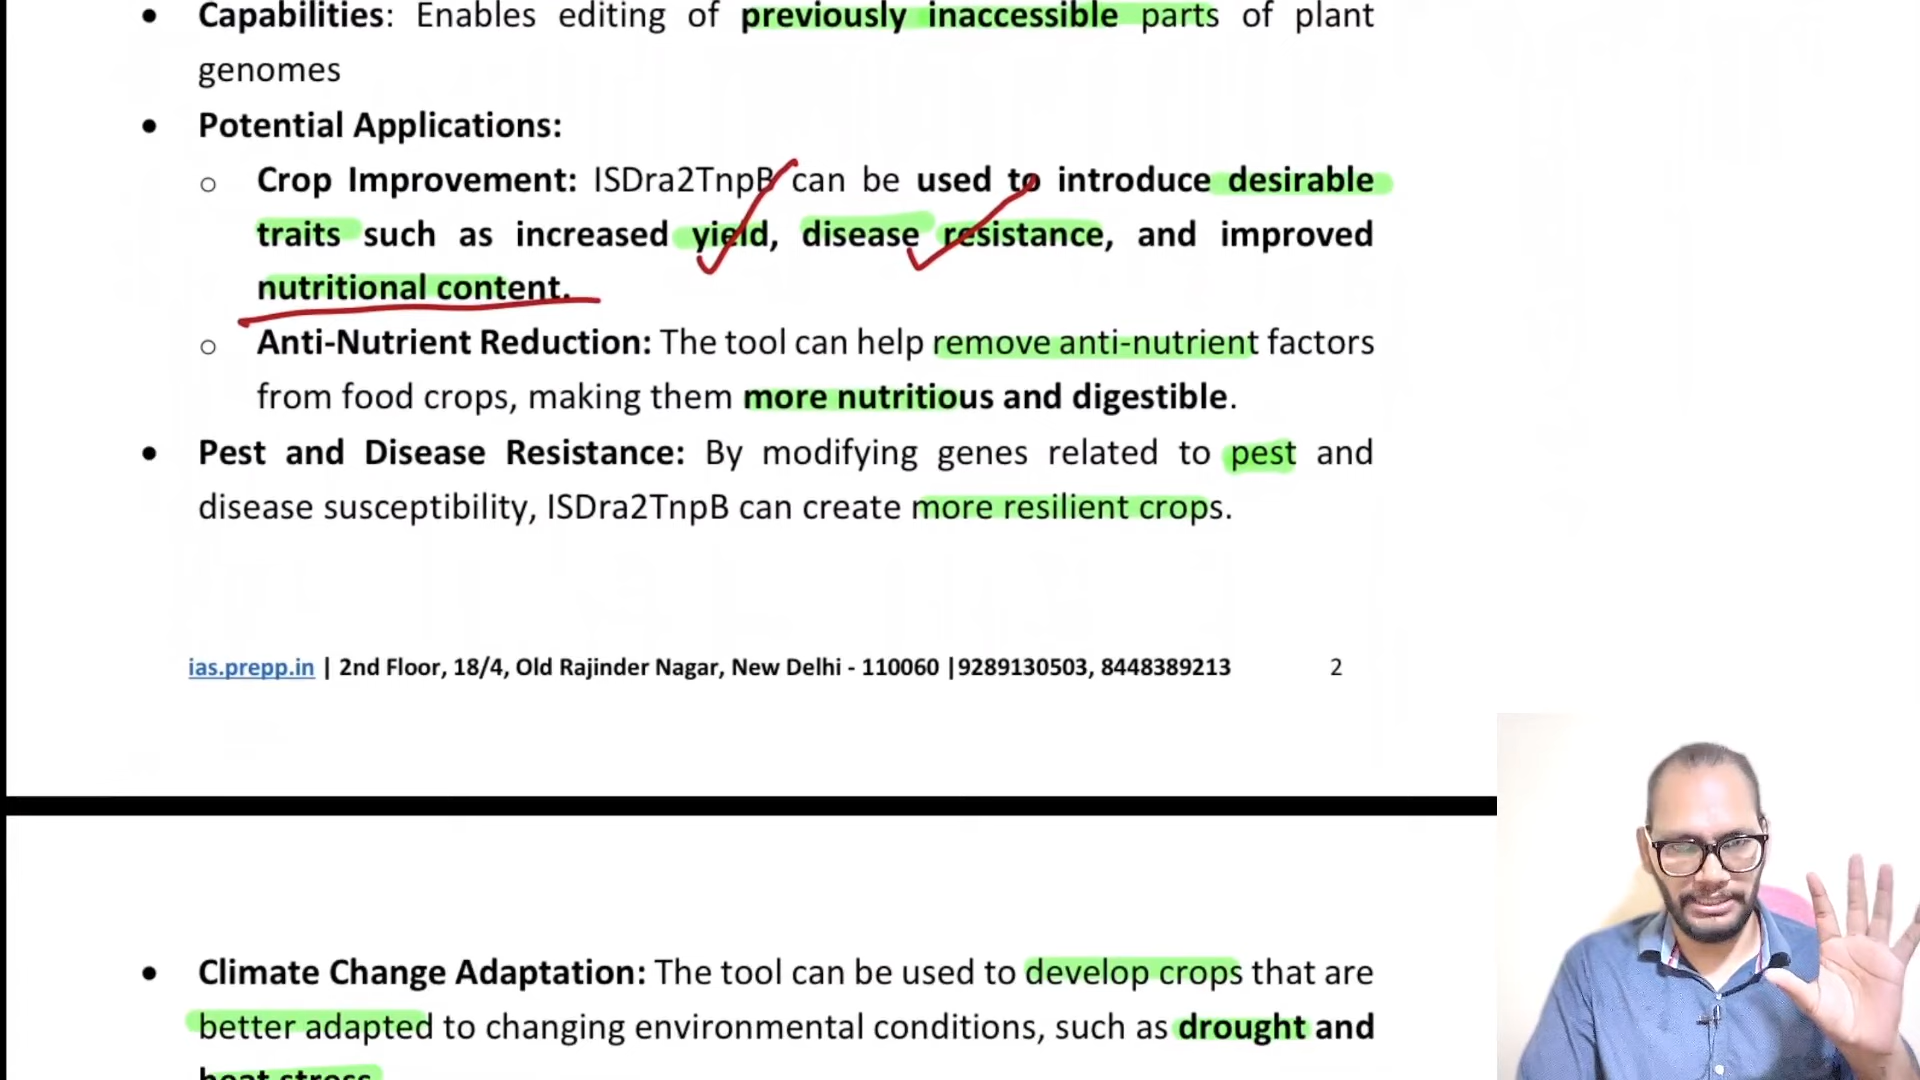 • Capabilities: Enables editing of previously inaccessible parts of plant
genomes
• Potential Applications:
o Crop Improvement: ISDra2TnpB can be used to introduce desirable
traits such as increased yield, disease resistance, and improved
nutritional content.
o Anti-Nutrient Reduction: The tool can help remove anti-nutrient factors
from food crops, making them more nutritious and digestible.
• Pest and Disease Resistance: By modifying genes related to pest and
disease susceptibility, ISDra2TnpB can create more resilient crops.
ias.prepp.in | 2nd Floor, 18/4, Old Rajinder Nagar, New Delhi - 110060 |9289130503, 8448389213 2
• Climate Change Adaptation: The tool can be used to develop crops that are
better adapted to changing environmental conditions, such as drought and
heat stress.